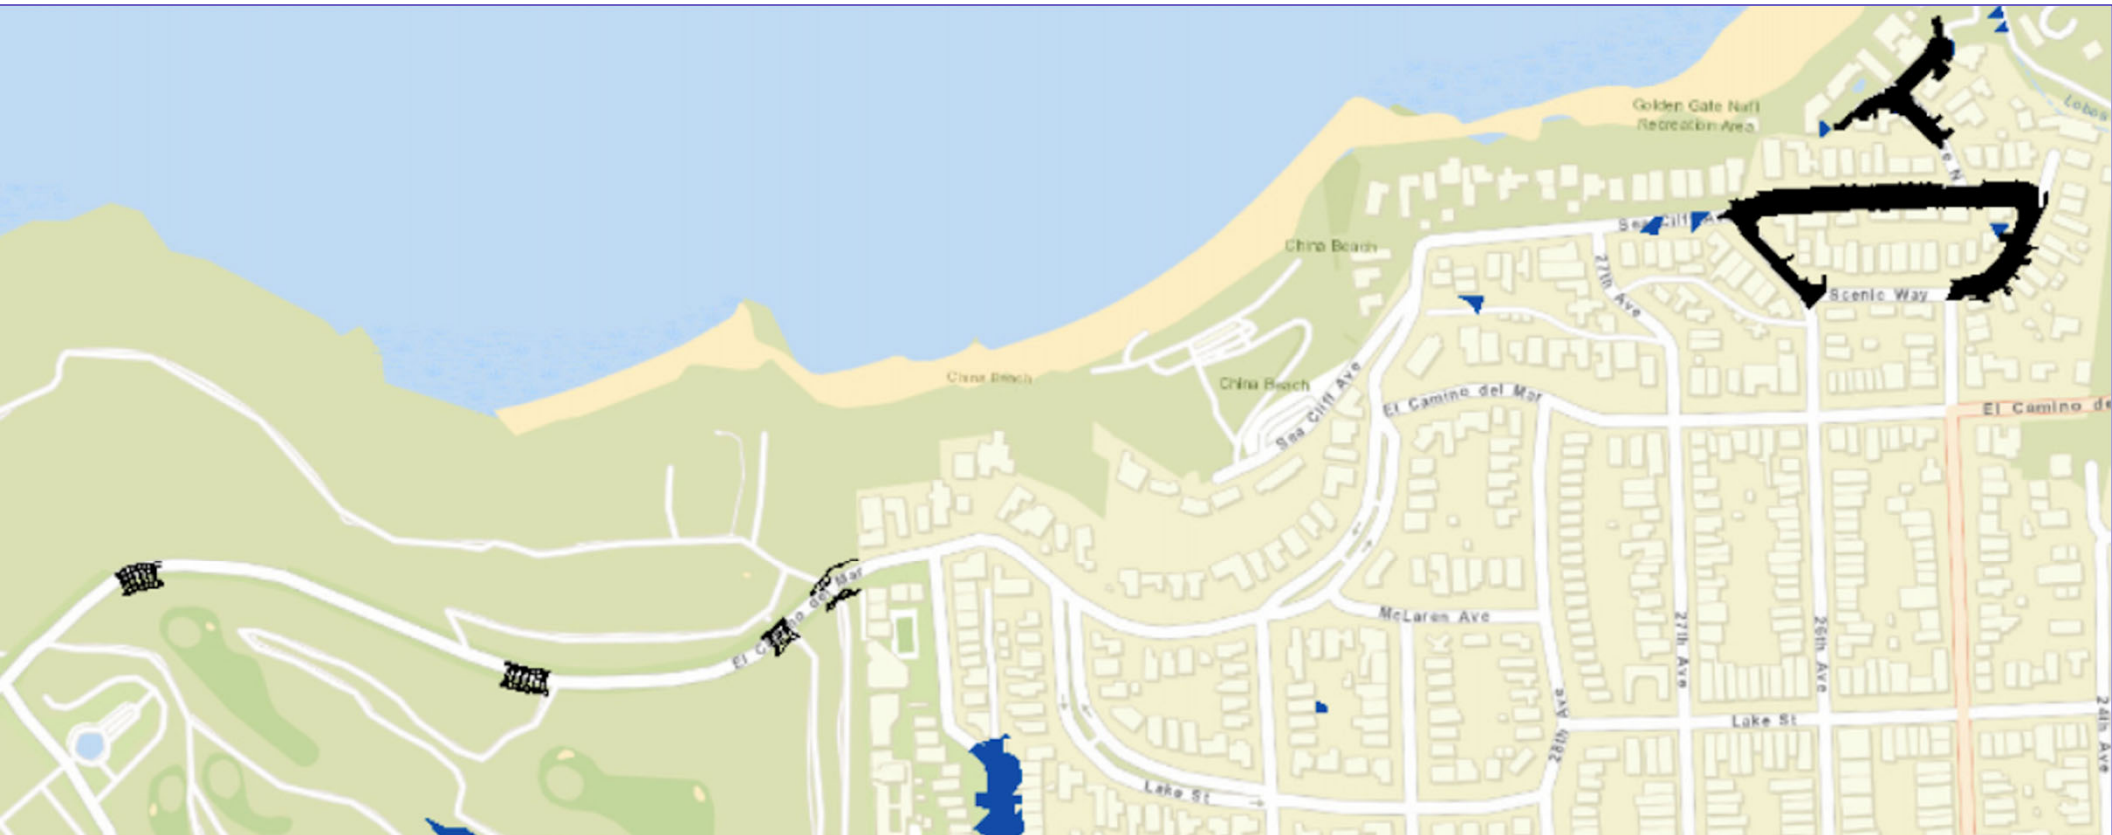 Golden Gate Nat'l
Recreation Area
Lobos
China Beach
Sea Cliff A
27th Ave
Scenic Way
China Beach
China Beach
Sea Cliff Ave
El Camino del Mar
El Camino de
El Camino del Mar
McLaren Ave
27th Ave
26th Ave
28th Ave
Lake St
24th Ave
Lake St